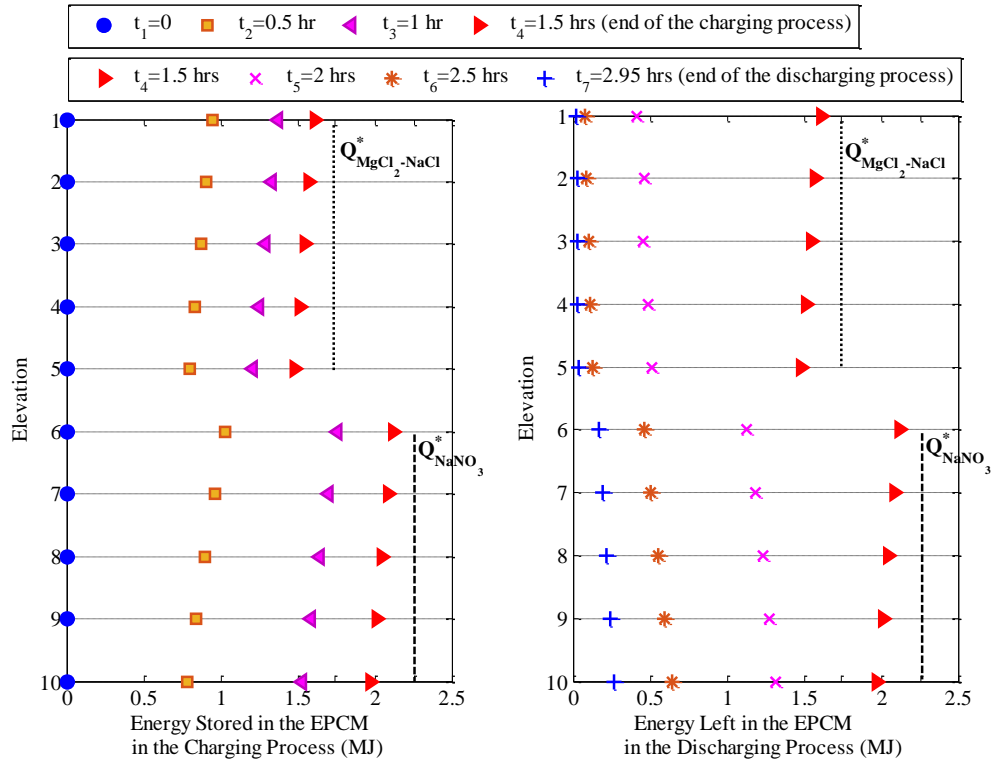 t1=0 t2=0.5 hr t3=1 hr t4=1.5 hrs (end of the charging process)
t4=1.5 hrs t5=2 hrs t6=2.5 hrs t7=2.95 hrs (end of the discharging process)
Elevation
1
2
3
4
5
6
7
8
9
10
Q*MgCl2-NaCl
Q*NaNO3
0 0.5 1 1.5 2 2.5
Energy Stored in the EPCM
in the Charging Process (MJ)
Elevation
1
2
3
4
5
6
7
8
9
10
Q*MgCl2-NaCl
Q*NaNO3
0 0.5 1 1.5 2 2.5
Energy Left in the EPCM
in the Discharging Process (MJ)